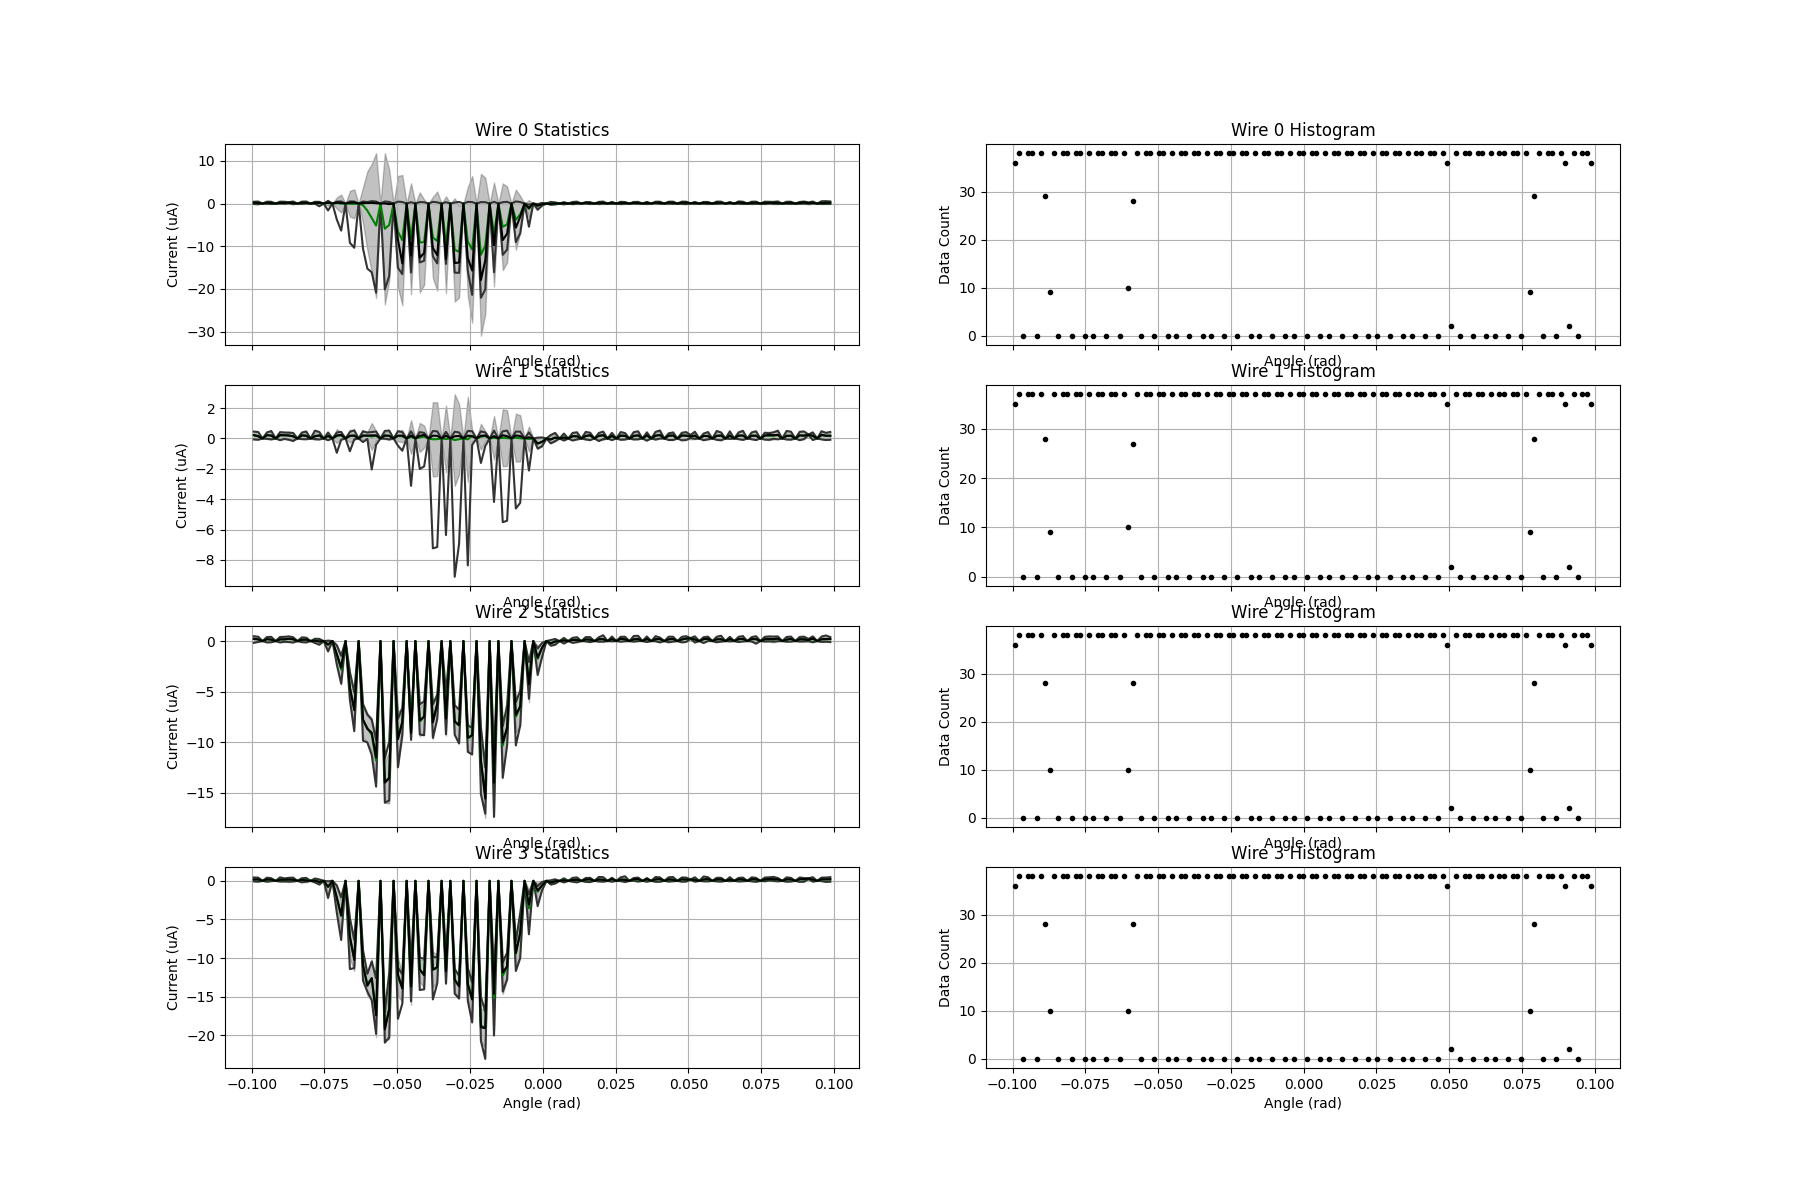 Wire 0 Statistics
Wire 0 Histogram
10
0
−10
−20
−30
Current (uA)
Angle (rad)
30
20
10
0
Data Count
Angle (rad)
Wire 1 Statistics
Wire 1 Histogram
2
0
−2
−4
−6
−8
Current (uA)
Angle (rad)
30
20
10
0
Data Count
Angle (rad)
Wire 2 Statistics
Wire 2 Histogram
0
−5
−10
−15
Current (uA)
Angle (rad)
30
20
10
0
Data Count
Angle (rad)
Wire 3 Statistics
Wire 3 Histogram
0
−5
−10
−15
−20
Current (uA)
−0.100 −0.075 −0.050 −0.025 0.000 0.025 0.050 0.075 0.100
Angle (rad)
30
20
10
0
Data Count
−0.100 −0.075 −0.050 −0.025 0.000 0.025 0.050 0.075 0.100
Angle (rad)